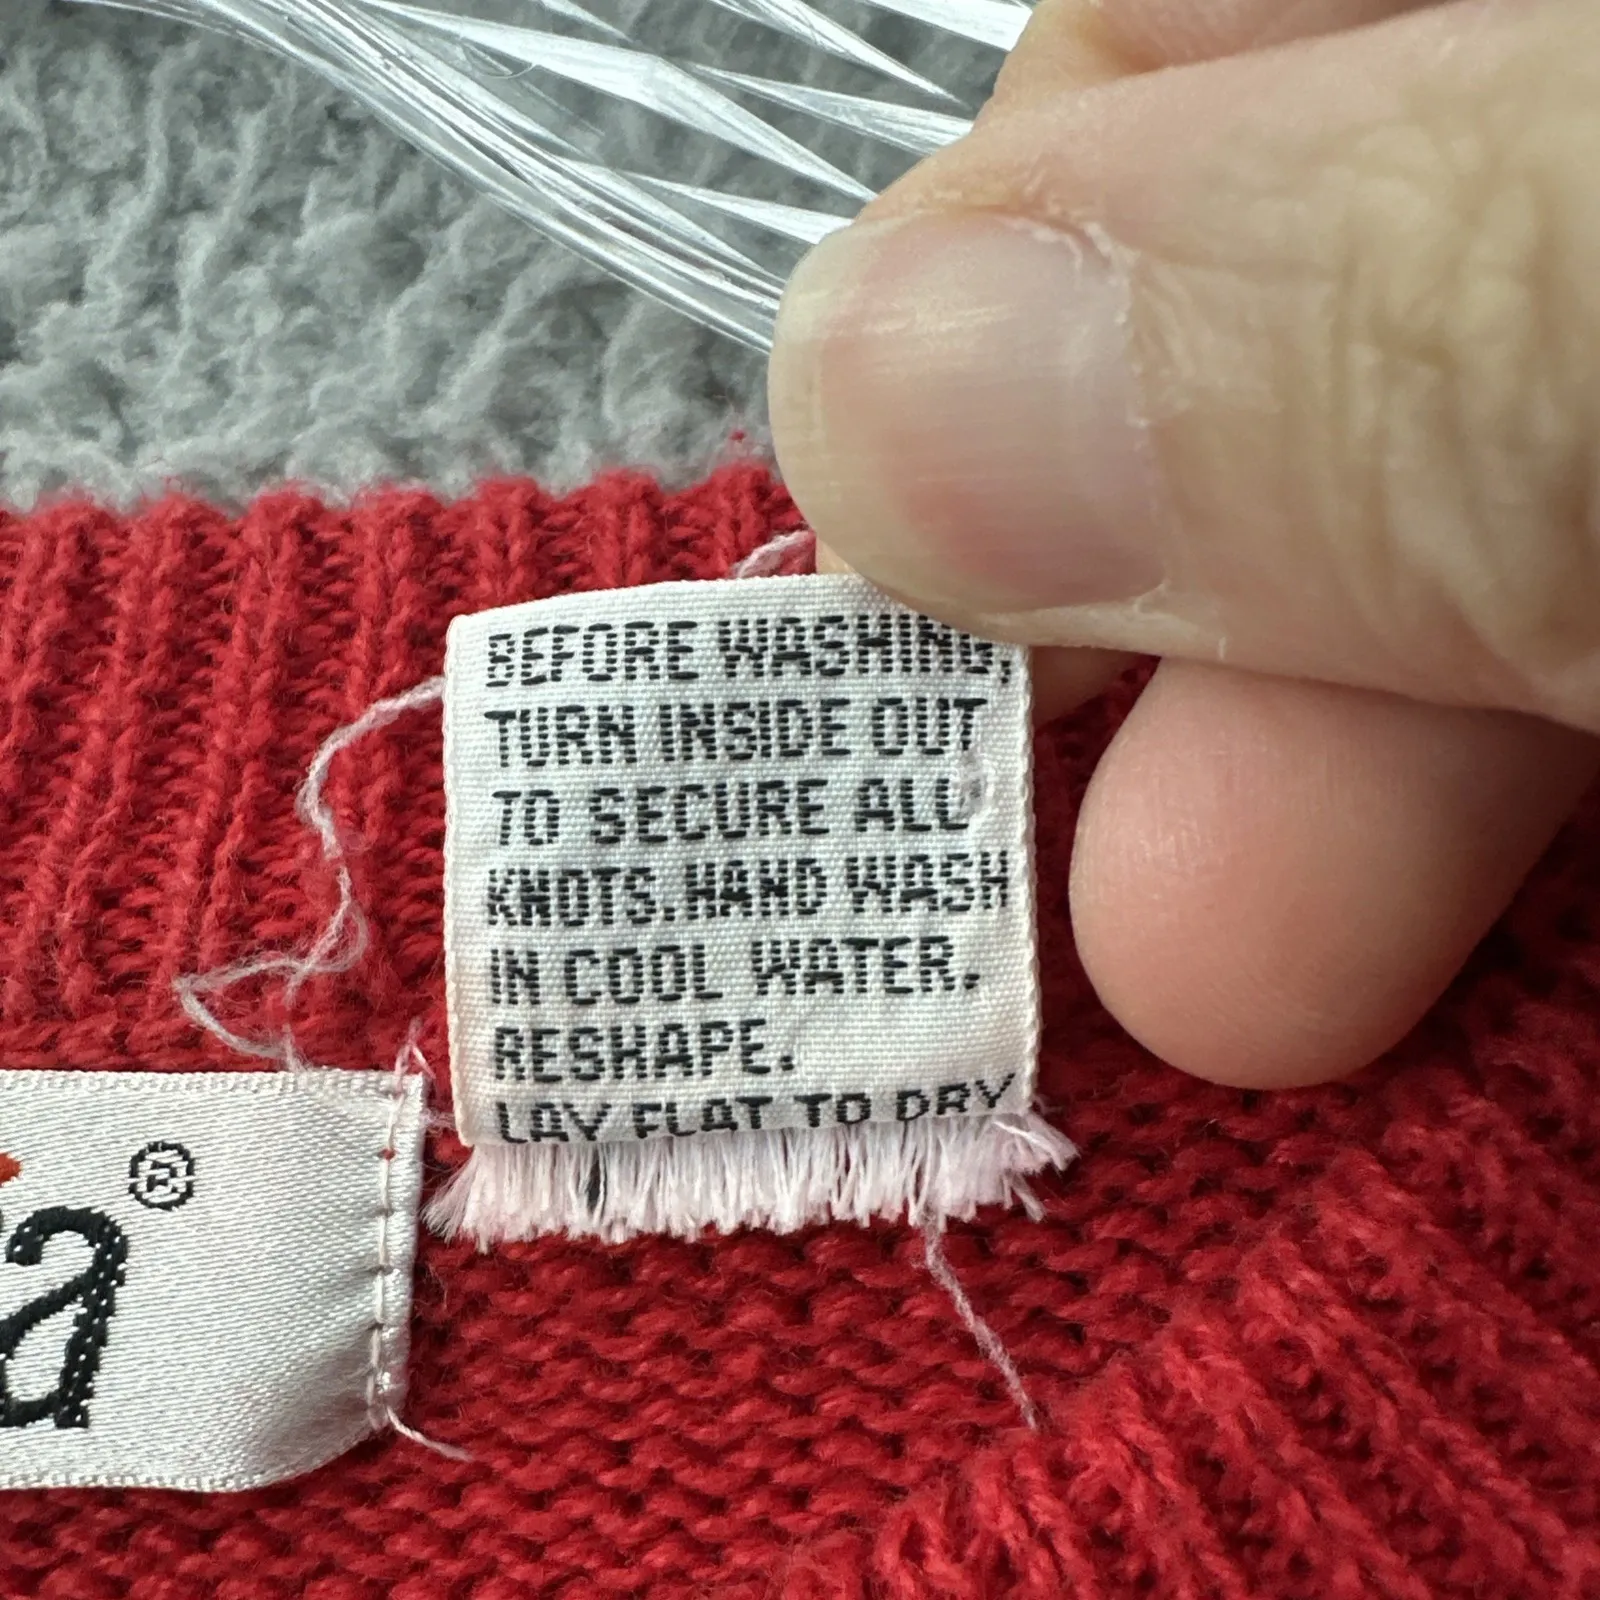 BEFORE WASHING,
TURN INSIDE OUT
TO SECURE ALL
KNOTS. HAND WASH
IN COOL WATER.
RESHAPE.
LAY FLAT TO DRY
a®